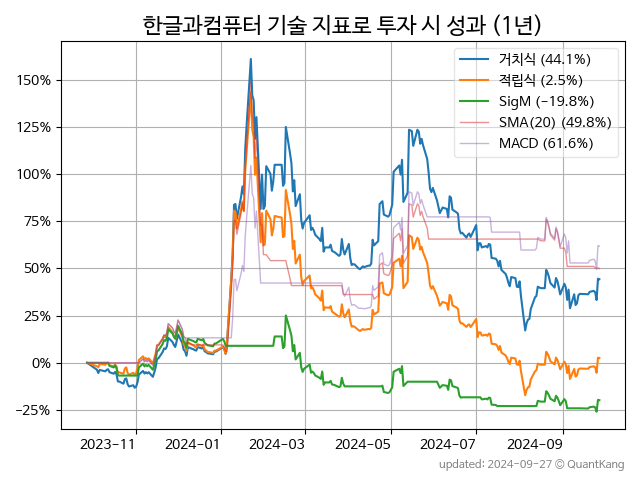 한글과컴퓨터 기술 지표로 투자 시 성과 (1년)
거치식 (44.1%)
적립식 (2.5%)
SigM (−19.8%)
SMA(20) (49.8%)
MACD (61.6%)
150%
125%
100%
75%
50%
25%
0%
−25%
2023-11
2024-01
2024-03
2024-05
2024-07
2024-09
updated: 2024-09-27 © QuantKang